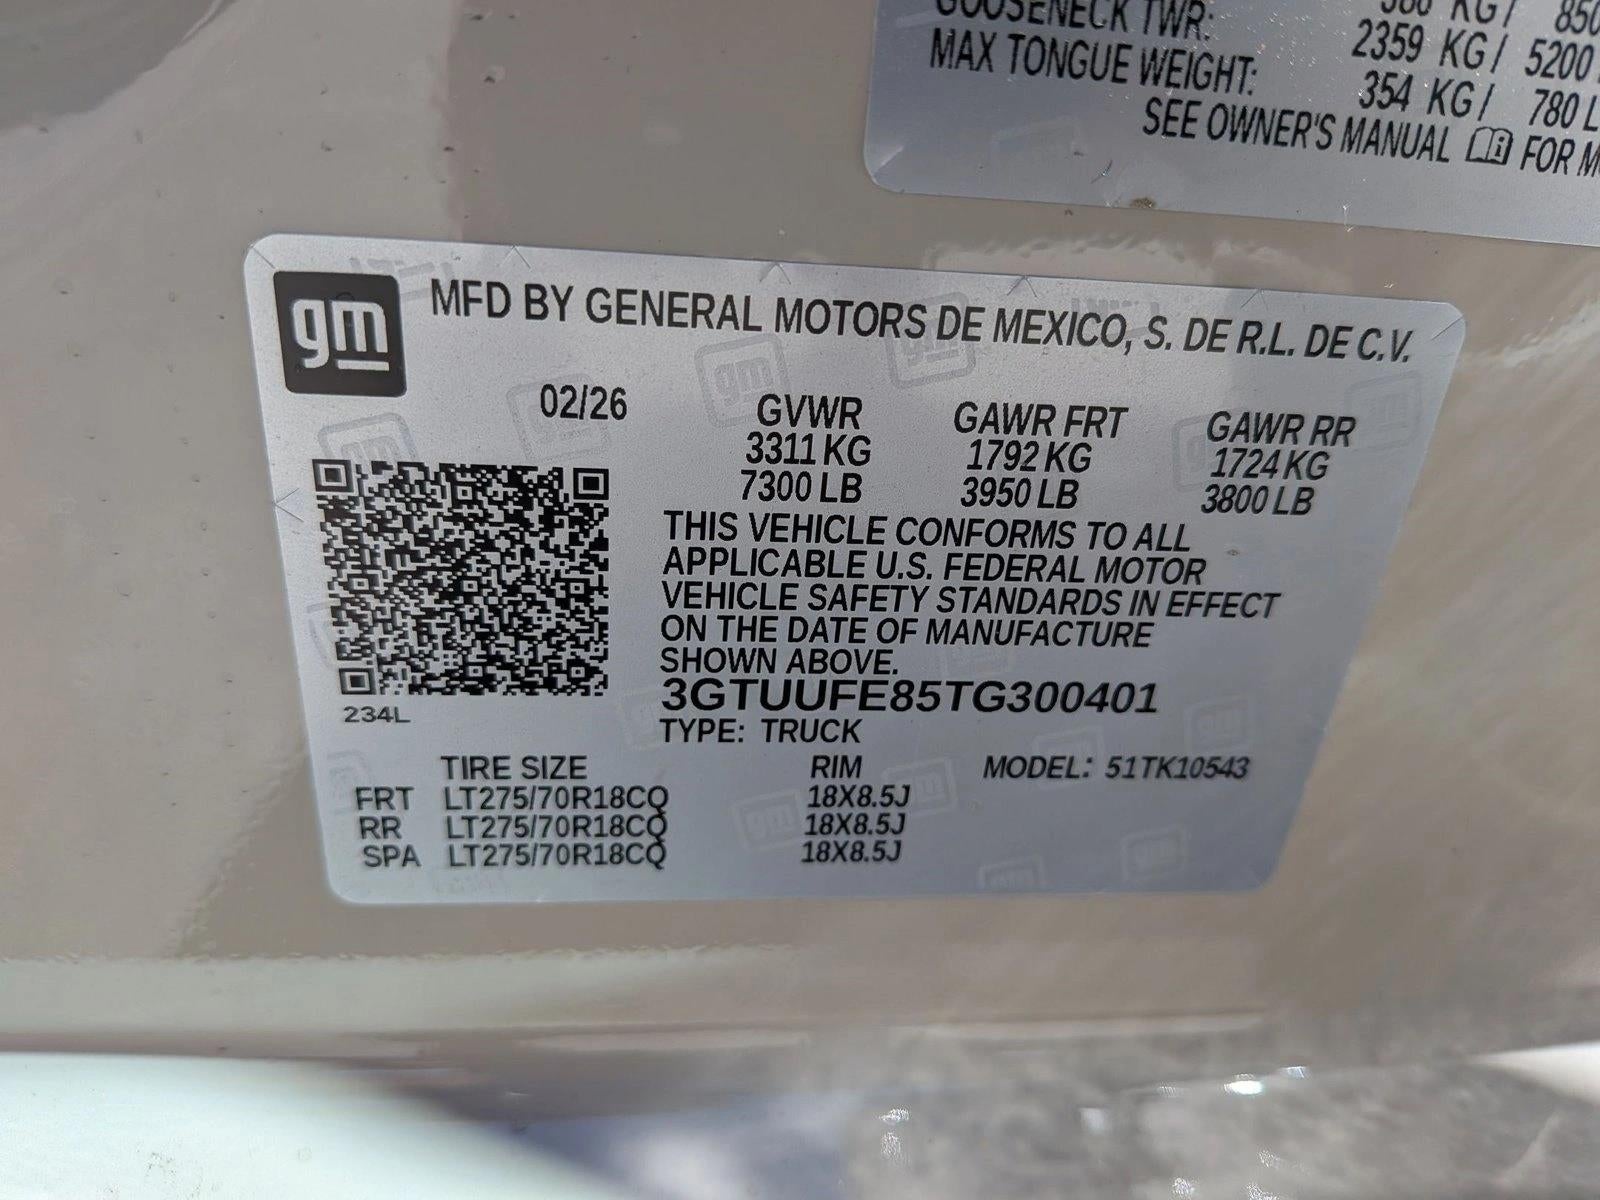 GOOSENECK TWR:
2359 KG/ 5200
MAX TONGUE WEIGHT: 354 KG/ 780 L
SEE OWNER'S MANUAL FOR
gm
MFD BY GENERAL MOTORS DE MEXICO, S. DE R.L. DE C.V.
02/26
GVWR GAWR FRT GAWR RR
3311 KG 1792 KG 1724 KG
7300 LB 3950 LB 3800 LB
THIS VEHICLE CONFORMS TO ALL
APPLICABLE U.S. FEDERAL MOTOR
VEHICLE SAFETY STANDARDS IN EFFECT
ON THE DATE OF MANUFACTURE
SHOWN ABOVE.
3GTUUFE85TG300401
234L
TYPE: TRUCK
TIRE SIZE RIM MODEL: 51TK10543
FRT LT275/70R18CQ 18X8.5J
RR LT275/70R18CQ 18X8.5J
SPA LT275/70R18CQ 18X8.5J